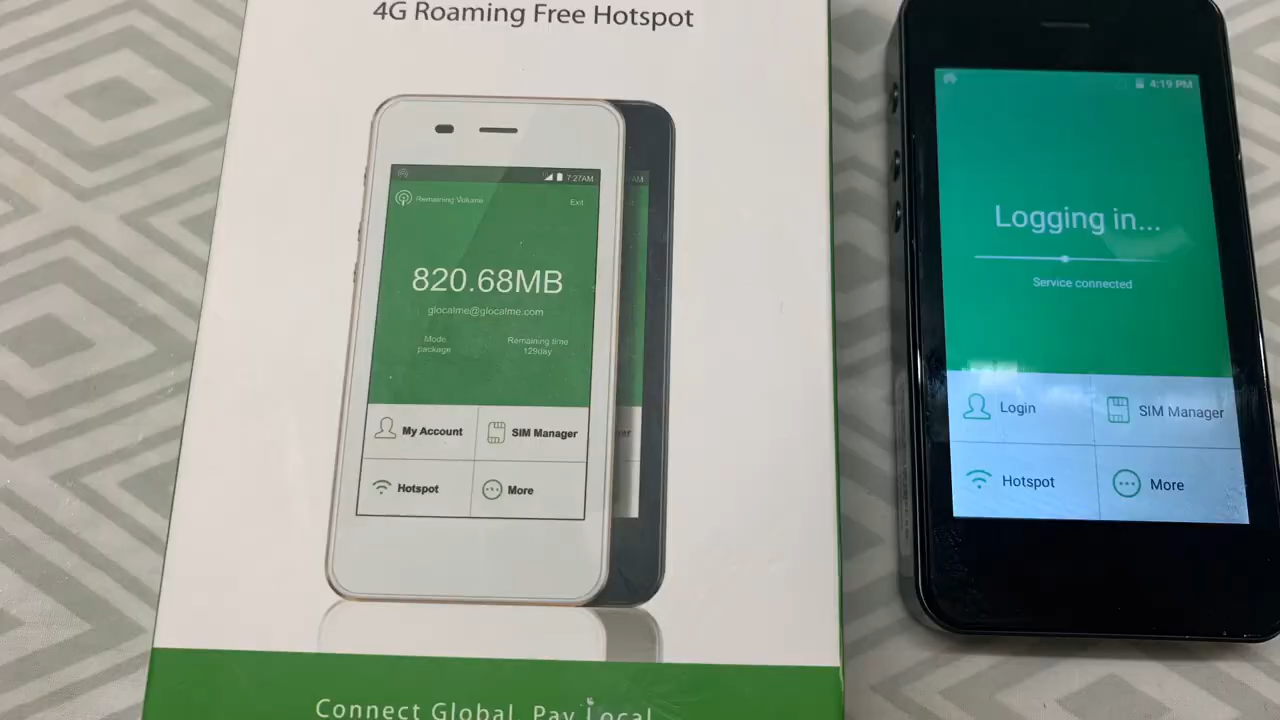 4G Roaming Free Hotspot
7:27AM
AM
Remaining Volume
Exit
820.68MB
glocalme@glocalme.com
Mode
package
Remaining time
129day
My Account
SIM Manager
Hotspot
More
Connect Global Pay Local
4:19 PM
Logging in...
Service connected
Login
SIM Manager
Hotspot
More